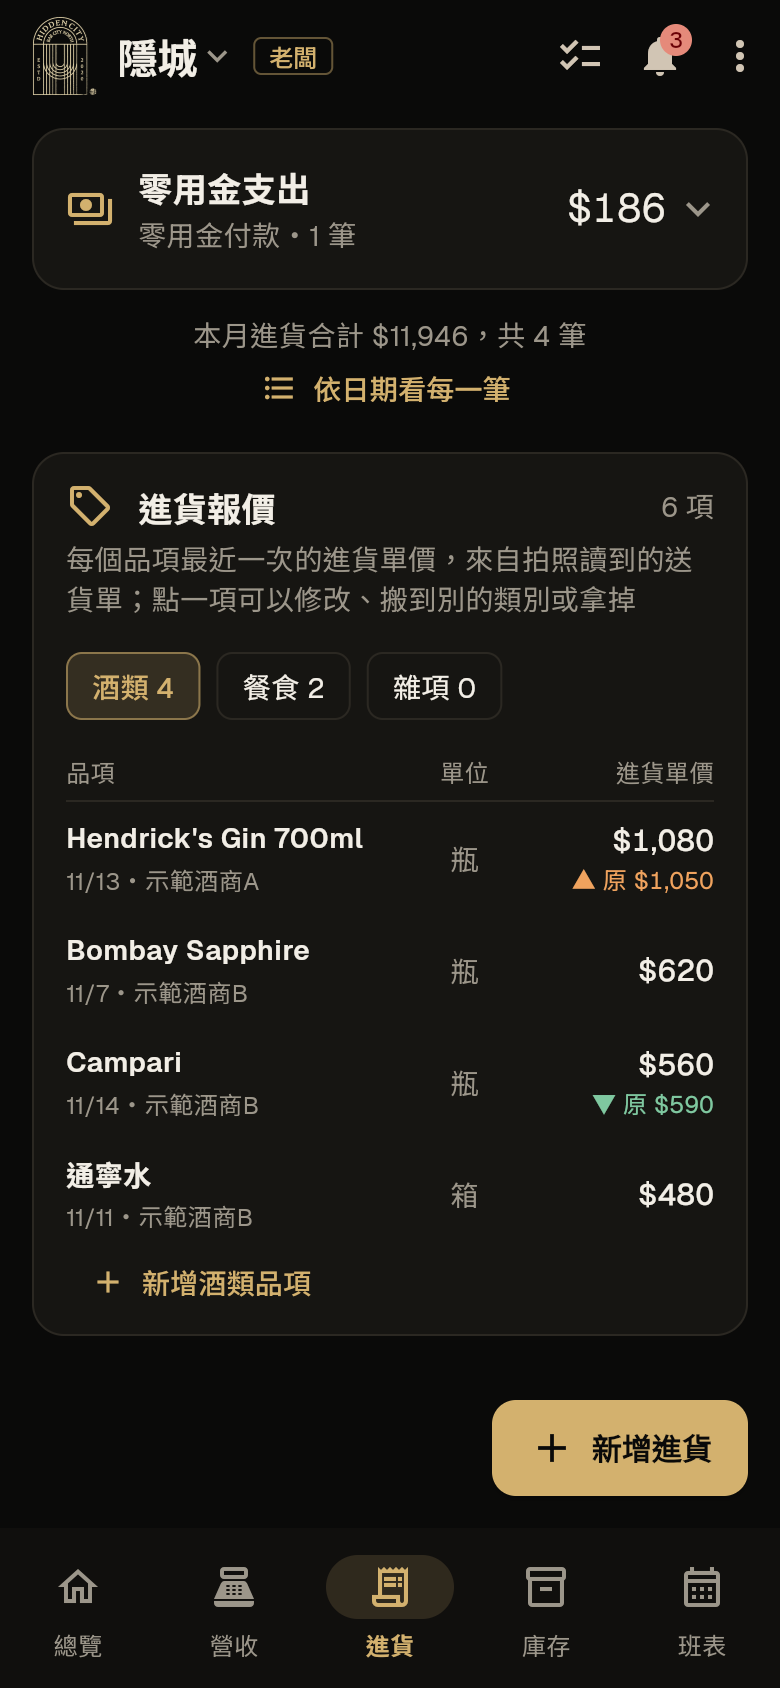 HIDDENCITY
隱城
老闆
3
零用金支出
$186
零用金付款・1 筆
本月進貨合計 $11,946，共 4 筆
依日期看每一筆
進貨報價
6 項
每個品項最近一次的進貨單價，來自拍照讀到的送
貨單；點一項可以修改、搬到別的類別或拿掉
酒類 4
餐食 2
雜項 0
品項
單位
進貨單價
Hendrick's Gin 700ml
瓶
$1,080
11/13・示範酒商A
▲ 原 $1,050
Bombay Sapphire
瓶
$620
11/7・示範酒商B
Campari
瓶
$560
11/14・示範酒商B
▼ 原 $590
通寧水
箱
$480
11/11・示範酒商B
新增酒類品項
新增進貨
總覽
營收
進貨
庫存
班表